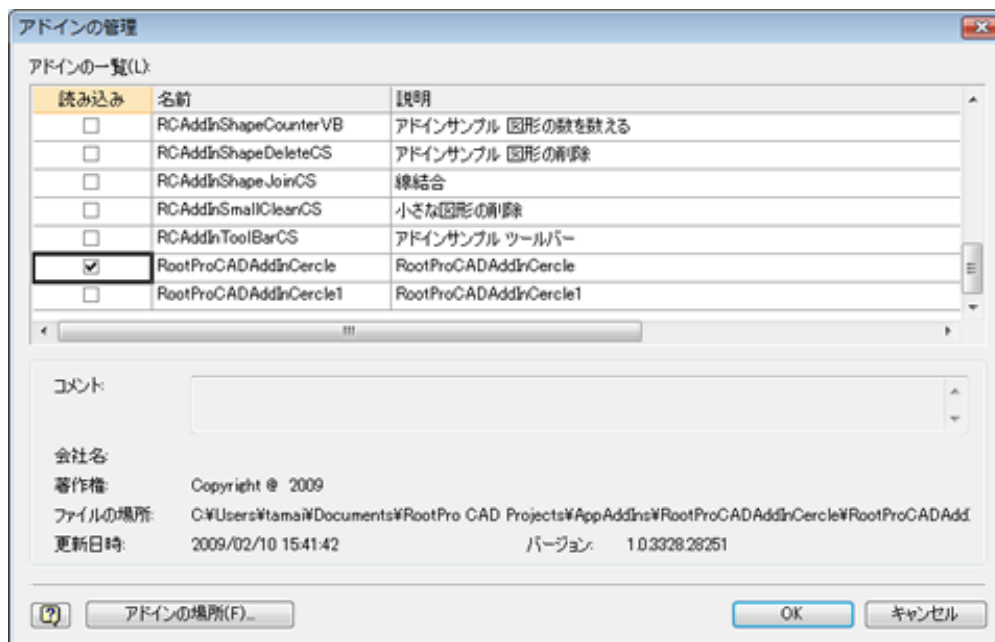 アドインの管理
アドインの一覧(L):
読み込み 名前 説明
RCAddInShapeCounterVB アドインサンプル 図形の数を数える
RCAddInShapeDeleteCS アドインサンプル 図形の削除
RCAddInShapeJoinCS 線結合
RCAddInSmallCleanCS 小さな図形の削除
RCAddInToolBarCS アドインサンプル ツールバー
RootProCADAddInCercle RootProCADAddInCercle
RootProCADAddInCercle1 RootProCADAddInCercle1
コメント:
会社名:
著作権: Copyright @ 2009
ファイルの場所: C:¥Users¥tamai¥Documents¥RootPro CAD Projects¥AppAddIns¥RootProCADAddInCercle¥RootProCADAdd
更新日時: 2009/02/10 15:41:42 バージョン: 1.0.3328.28251
アドインの場所(F)... OK キャンセル